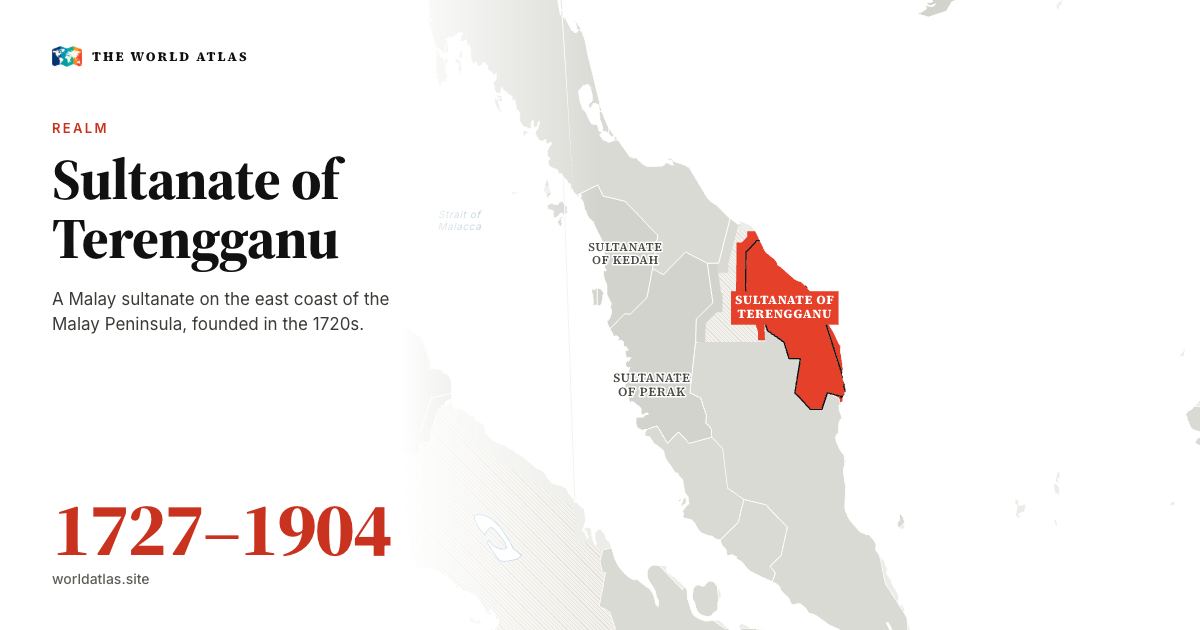 THE WORLD ATLAS
REALM
Sultanate of
Terengganu
A Malay sultanate on the east coast of the
Malay Peninsula, founded in the 1720s.
1727–1904
worldatlas.site
Strait of
Malacca
SULTANATE
OF KEDAH
SULTANATE OF
TERENGGANU
SULTANATE
OF PERAK